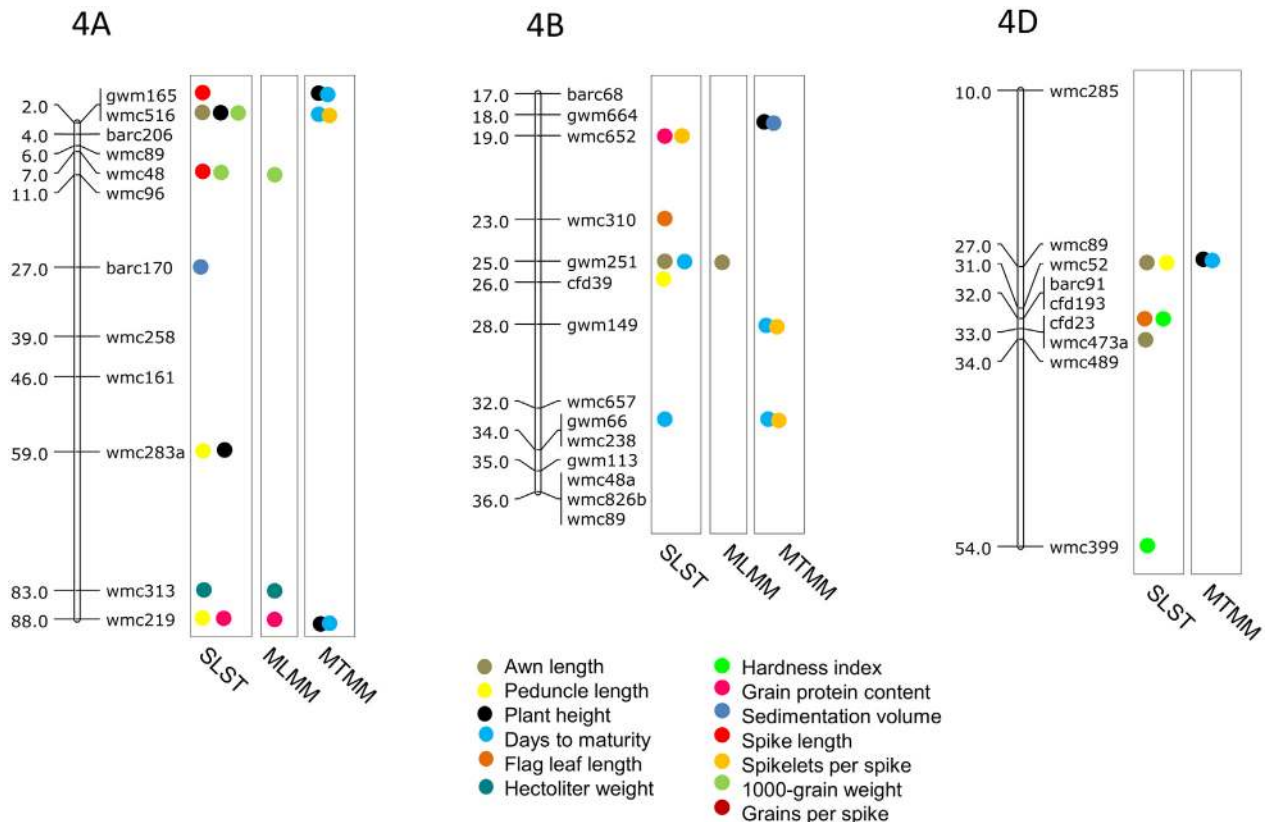 4A
4B
4D
2.0 gwm165
wmc516
4.0 barc206
6.0 wmc89
7.0 wmc48
11.0 wmc96
27.0 barc170
39.0 wmc258
46.0 wmc161
59.0 wmc283a
83.0 wmc313
88.0 wmc219
SLST MLMM MTMM
17.0 barc68
18.0 gwm664
19.0 wmc652
23.0 wmc310
25.0 gwm251
26.0 cfd39
28.0 gwm149
32.0 wmc657
34.0 gwm66
wmc238
35.0 gwm113
36.0 wmc48a
wmc826b
wmc89
SLST MLMM MTMM
10.0 wmc285
27.0 wmc89
31.0 wmc52
32.0 barc91
cfd193
33.0 cfd23
wmc473a
34.0 wmc489
54.0 wmc399
SLST MTMM
Awn length
Peduncle length
Plant height
Days to maturity
Flag leaf length
Hectoliter weight
Hardness index
Grain protein content
Sedimentation volume
Spike length
Spikelets per spike
1000-grain weight
Grains per spike